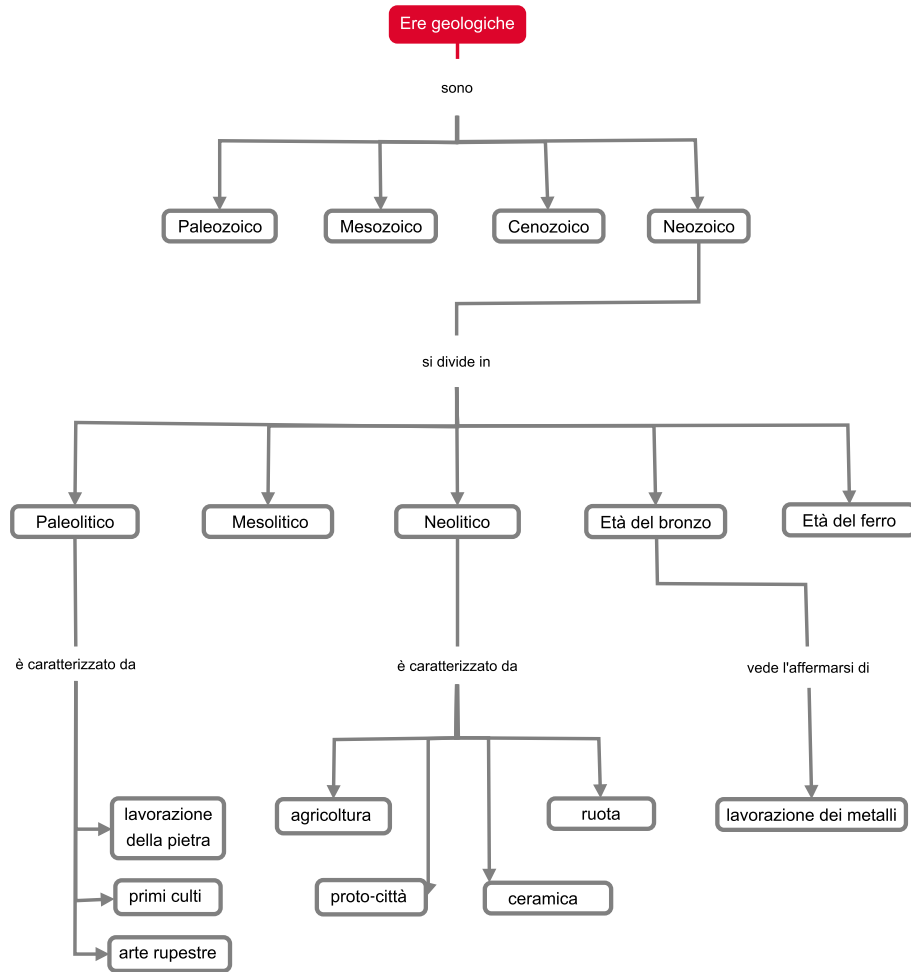 Ere geologiche
sono
Paleozoico
Mesozoico
Cenozoico
Neozoico
si divide in
Paleolitico
Mesolitico
Neolitico
Età del bronzo
Età del ferro
è caratterizzato da
è caratterizzato da
vede l'affermarsi di
lavorazione
della pietra
agricoltura
ruota
lavorazione dei metalli
primi culti
proto-città
ceramica
arte rupestre